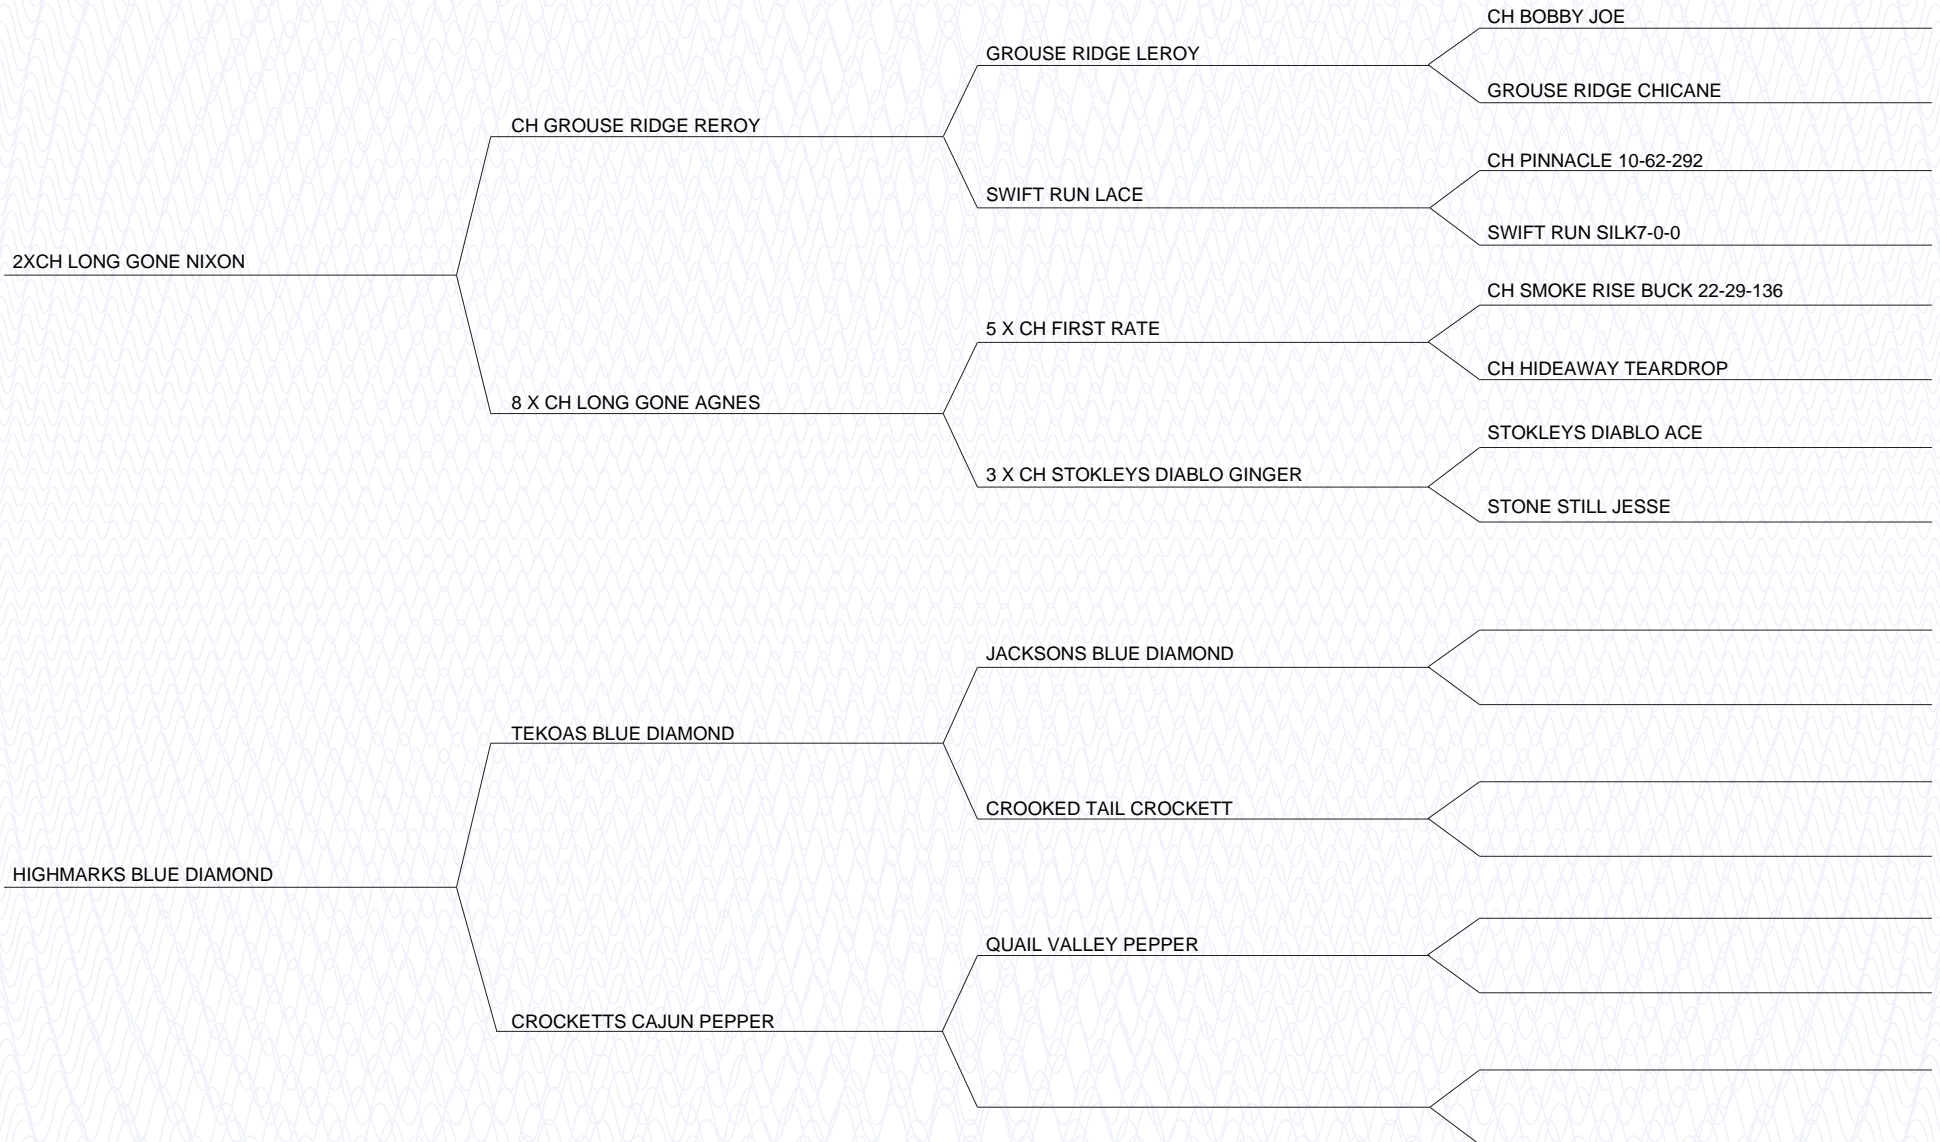 CH BOBBY JOE
GROUSE RIDGE LEROY
GROUSE RIDGE CHICANE
CH GROUSE RIDGE REROY
CH PINNACLE 10-62-292
SWIFT RUN LACE
SWIFT RUN SILK7-0-0
2XCH LONG GONE NIXON
CH SMOKE RISE BUCK 22-29-136
5 X CH FIRST RATE
CH HIDEAWAY TEARDROP
8 X CH LONG GONE AGNES
STOKLEYS DIABLO ACE
3 X CH STOKLEYS DIABLO GINGER
STONE STILL JESSE
JACKSONS BLUE DIAMOND
TEKOAS BLUE DIAMOND
CROOKED TAIL CROCKETT
HIGHMARKS BLUE DIAMOND
QUAIL VALLEY PEPPER
CROCKETTS CAJUN PEPPER